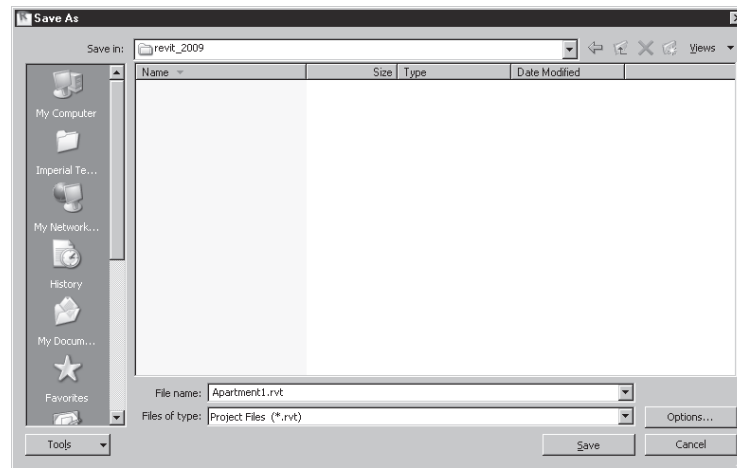 Save As
Save in: revit_2009 Views
Name Size Type Date Modified
My Computer
Imperial Te...
My Network...
History
My Docum...
Favorites
File name: Apartment1.rvt
Files of type: Project Files (*.rvt) Options...
Tools Save Cancel